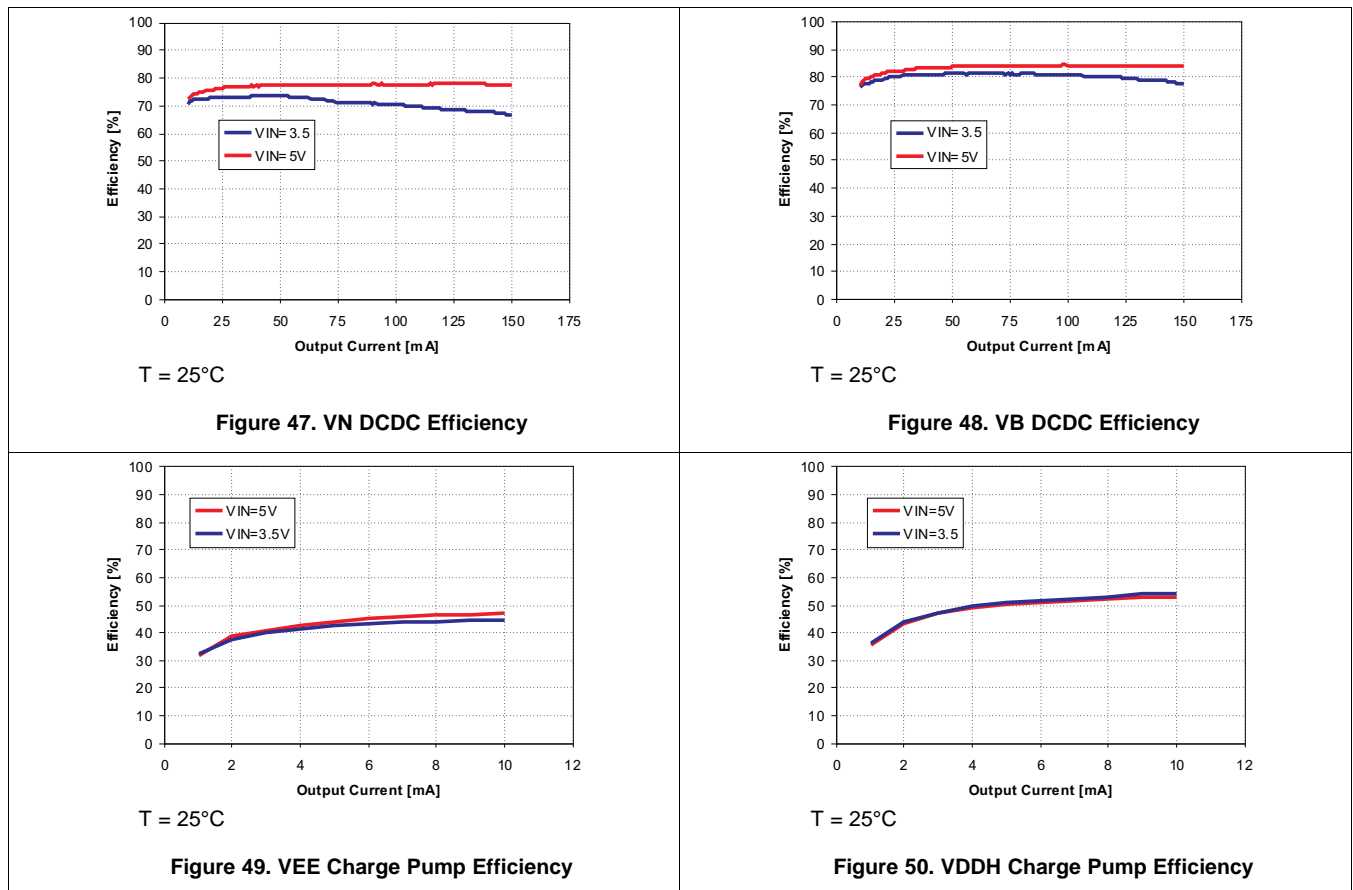 100
90
80
70
60
50
40
30
20
10
0
Efficiency [%]
VIN=3.5
VIN=5V
0 25 50 75 100 125 150 175
Output Current [mA]
T = 25°C
Figure 47. VN DCDC Efficiency
100
90
80
70
60
50
40
30
20
10
0
Efficiency [%]
VIN=3.5
VIN=5V
0 25 50 75 100 125 150 175
Output Current [mA]
T = 25°C
Figure 48. VB DCDC Efficiency
100
90
80
70
60
50
40
30
20
10
0
Efficiency [%]
VIN=5V
VIN=3.5V
0 2 4 6 8 10 12
Output Current [mA]
T = 25°C
Figure 49. VEE Charge Pump Efficiency
100
90
80
70
60
50
40
30
20
10
0
Efficiency [%]
VIN=5V
VIN=3.5
0 2 4 6 8 10 12
Output Current [mA]
T = 25°C
Figure 50. VDDH Charge Pump Efficiency